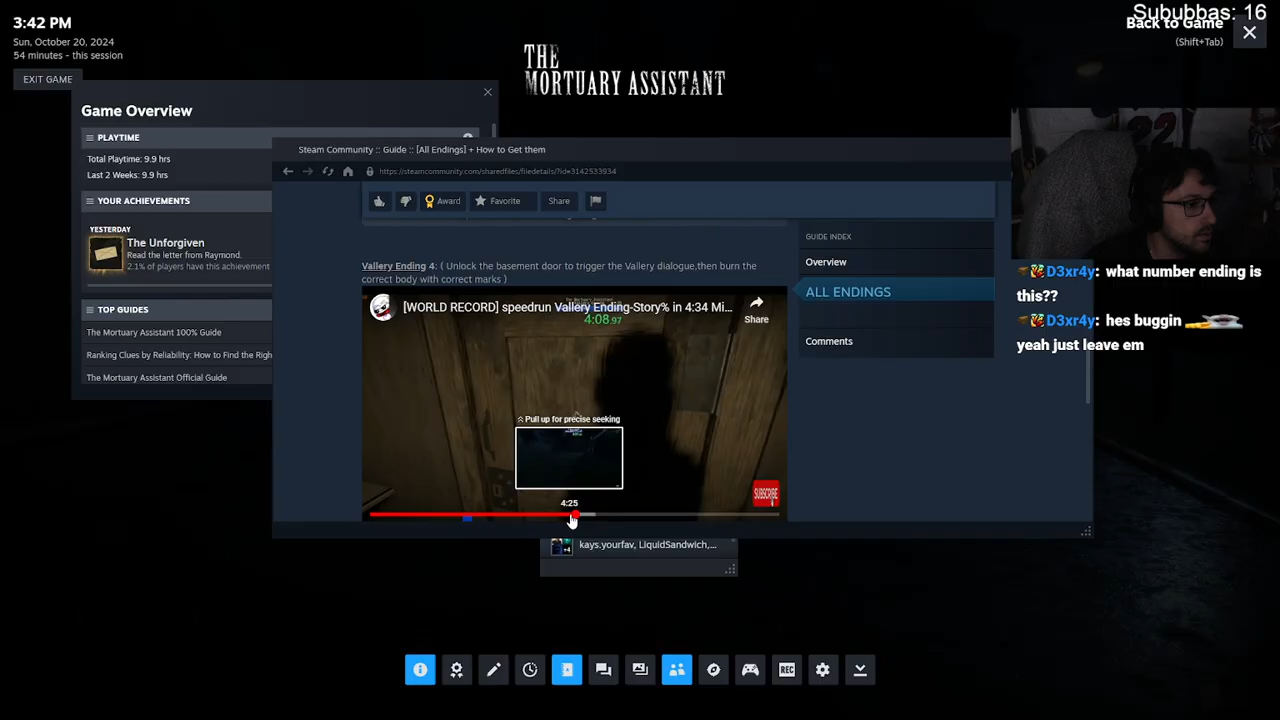 3:42 PM
Sun, October 20, 2024
54 minutes - this session
EXIT GAME
THE
MORTUARY ASSISTANT
Sububbas: 16
Back to Game
(Shift+Tab)
Game Overview
PLAYTIME
Total Playtime: 9.9 hrs
Last 2 Weeks: 9.9 hrs
YOUR ACHIEVEMENTS
YESTERDAY
The Unforgiven
Read the letter from Raymond.
2.1% of players have this achievement
TOP GUIDES
The Mortuary Assistant 100% Guide
Ranking Clues by Reliability: How to Find the Righ
The Mortuary Assistant Official Guide
Steam Community :: Guide :: [All Endings] + How to Get them
https://steamcommunity.com/sharedfiles/filedetails/?id=3142533934
Award
Favorite
Share
Vallery Ending 4: ( Unlock the basement door to trigger the Vallery dialogue,then burn the
correct body with correct marks )
[WORLD RECORD] speedrun Vallery Ending-Story% in 4:34 Mi...
4:08.97
Share
Pull up for precise seeking
4:25
SUBSCRIBE
GUIDE INDEX
Overview
ALL ENDINGS
Comments
+4
kays.yourfav, LiquidSandwich,...
22
D3xr4y: what number ending is
this??
D3xr4y: hes buggin
yeah just leave em
REC